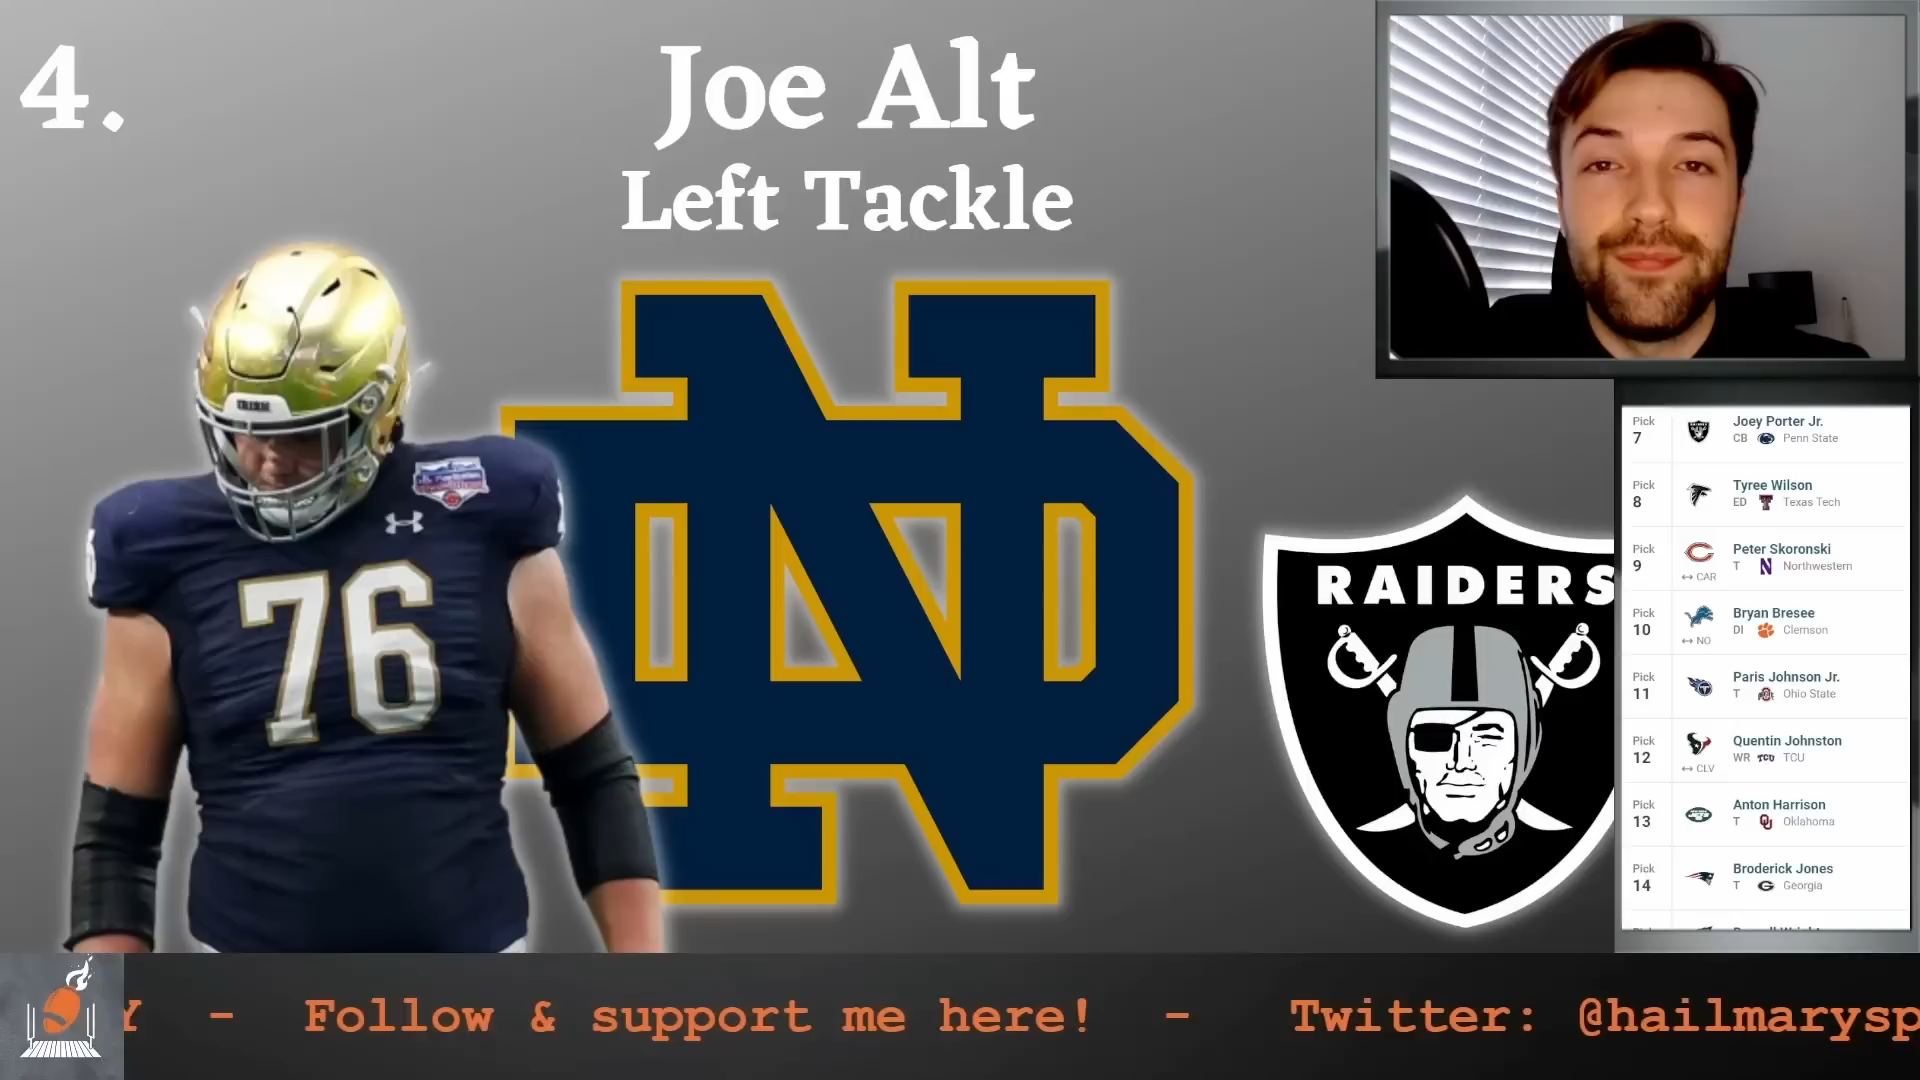 4.
Joe Alt
Left Tackle
IRISH
76
RAIDERS
Pick
7
Joey Porter Jr.
CB Penn State
Pick
8
Tyree Wilson
ED Texas Tech
Pick
9
↔ CAR
Peter Skoronski
T N Northwestern
Pick
10
↔ NO
Bryan Bresee
DI Clemson
Pick
11
Paris Johnson Jr.
T Ohio State
Pick
12
↔ CLV
Quentin Johnston
WR TCU TCU
Pick
13
Anton Harrison
T OU Oklahoma
Pick
14
Broderick Jones
T G Georgia
Y - Follow & support me here! - Twitter: @hailmarysp